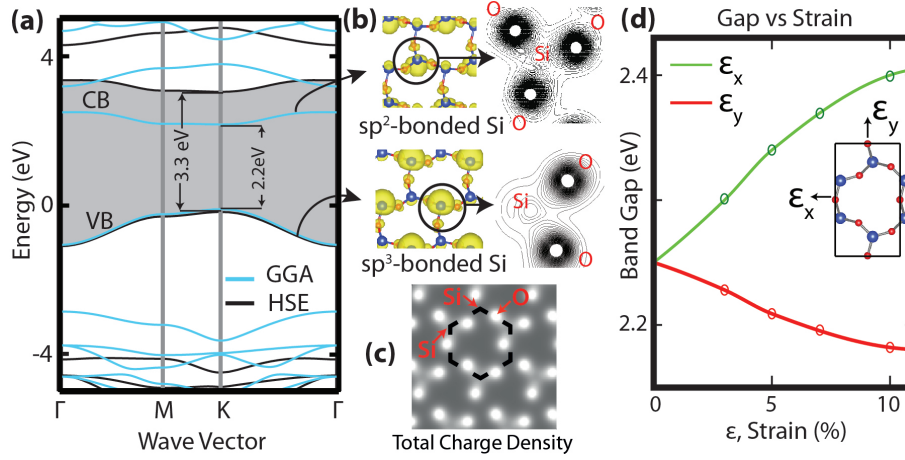 (a)
4
0
-4
Energy (eV)
CB
VB
3.3 eV
2.2eV
GGA
HSE
Γ
M
K
Γ
Wave Vector
(b)
sp²-bonded Si
O
Si
O
O
sp³-bonded Si
O
Si
O
(c)
Si
O
Si
Total Charge Density
(d)
Gap vs Strain
2.4
2.2
Band Gap (eV)
εx
εy
εy
εx
0
5
10
ε, Strain (%)